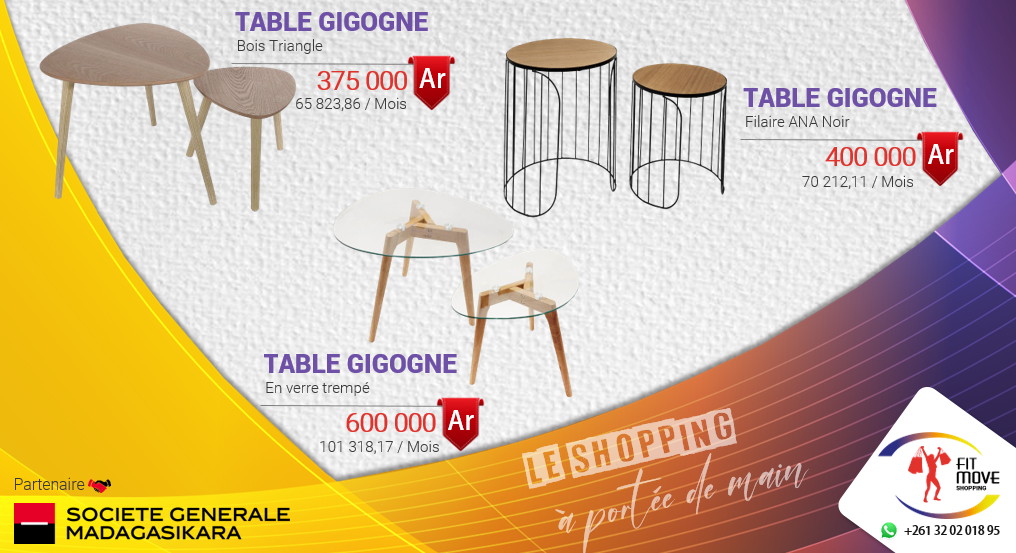 TABLE GIGOGNE
Bois Triangle
375 000 Ar
65 823,86 / Mois
TABLE GIGOGNE
Filaire ANA Noir
400 000 Ar
70 212,11 / Mois
TABLE GIGOGNE
En verre trempé
600 000 Ar
101 318,17 / Mois
LE SHOPPING
à portée de main
Partenaire
SOCIETE GENERALE
MADAGASIKARA
FIT
MOVE
SHOPPING
+261 32 02 018 95